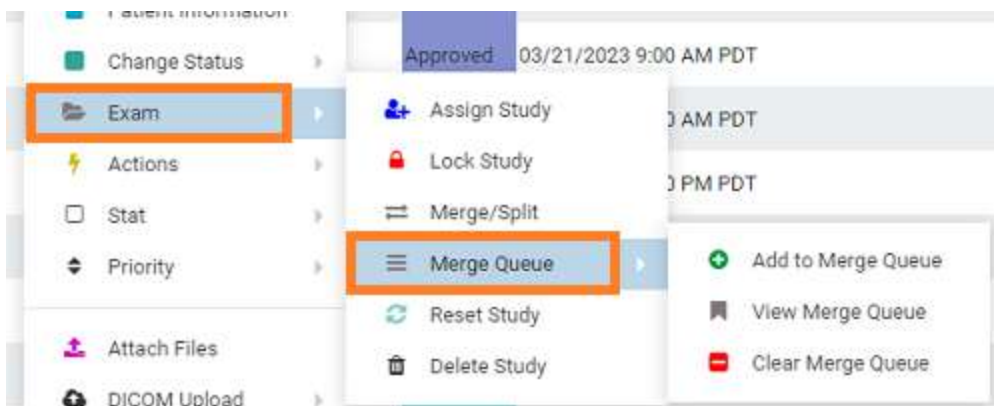 Patient Information
Change Status
Exam
Actions
Stat
Priority
Attach Files
DICOM Upload
Approved 03/21/2023 9:00 AM PDT
AM PDT
PM PDT
Assign Study
Lock Study
Merge/Split
Merge Queue
Reset Study
Delete Study
Add to Merge Queue
View Merge Queue
Clear Merge Queue